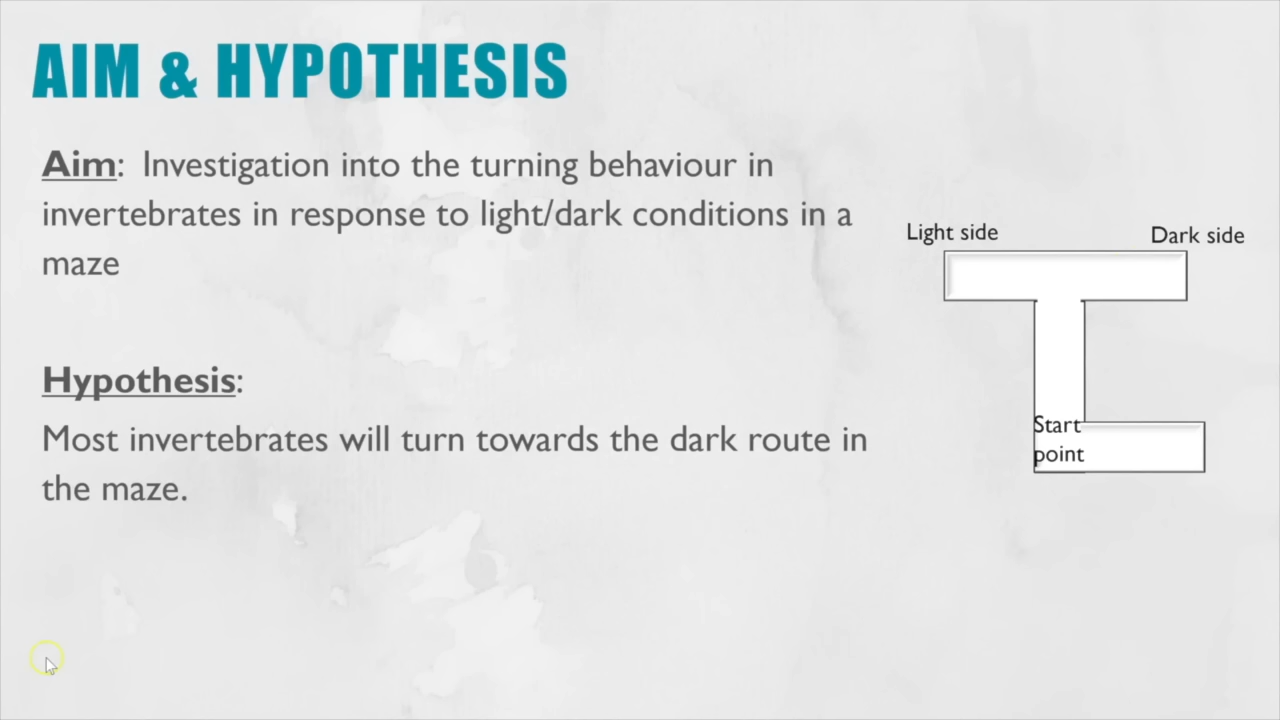 AIM & HYPOTHESIS
Aim: Investigation into the turning behaviour in
invertebrates in response to light/dark conditions in a
maze
Hypothesis:
Most invertebrates will turn towards the dark route in
the maze.
Light side
Dark side
Start
point